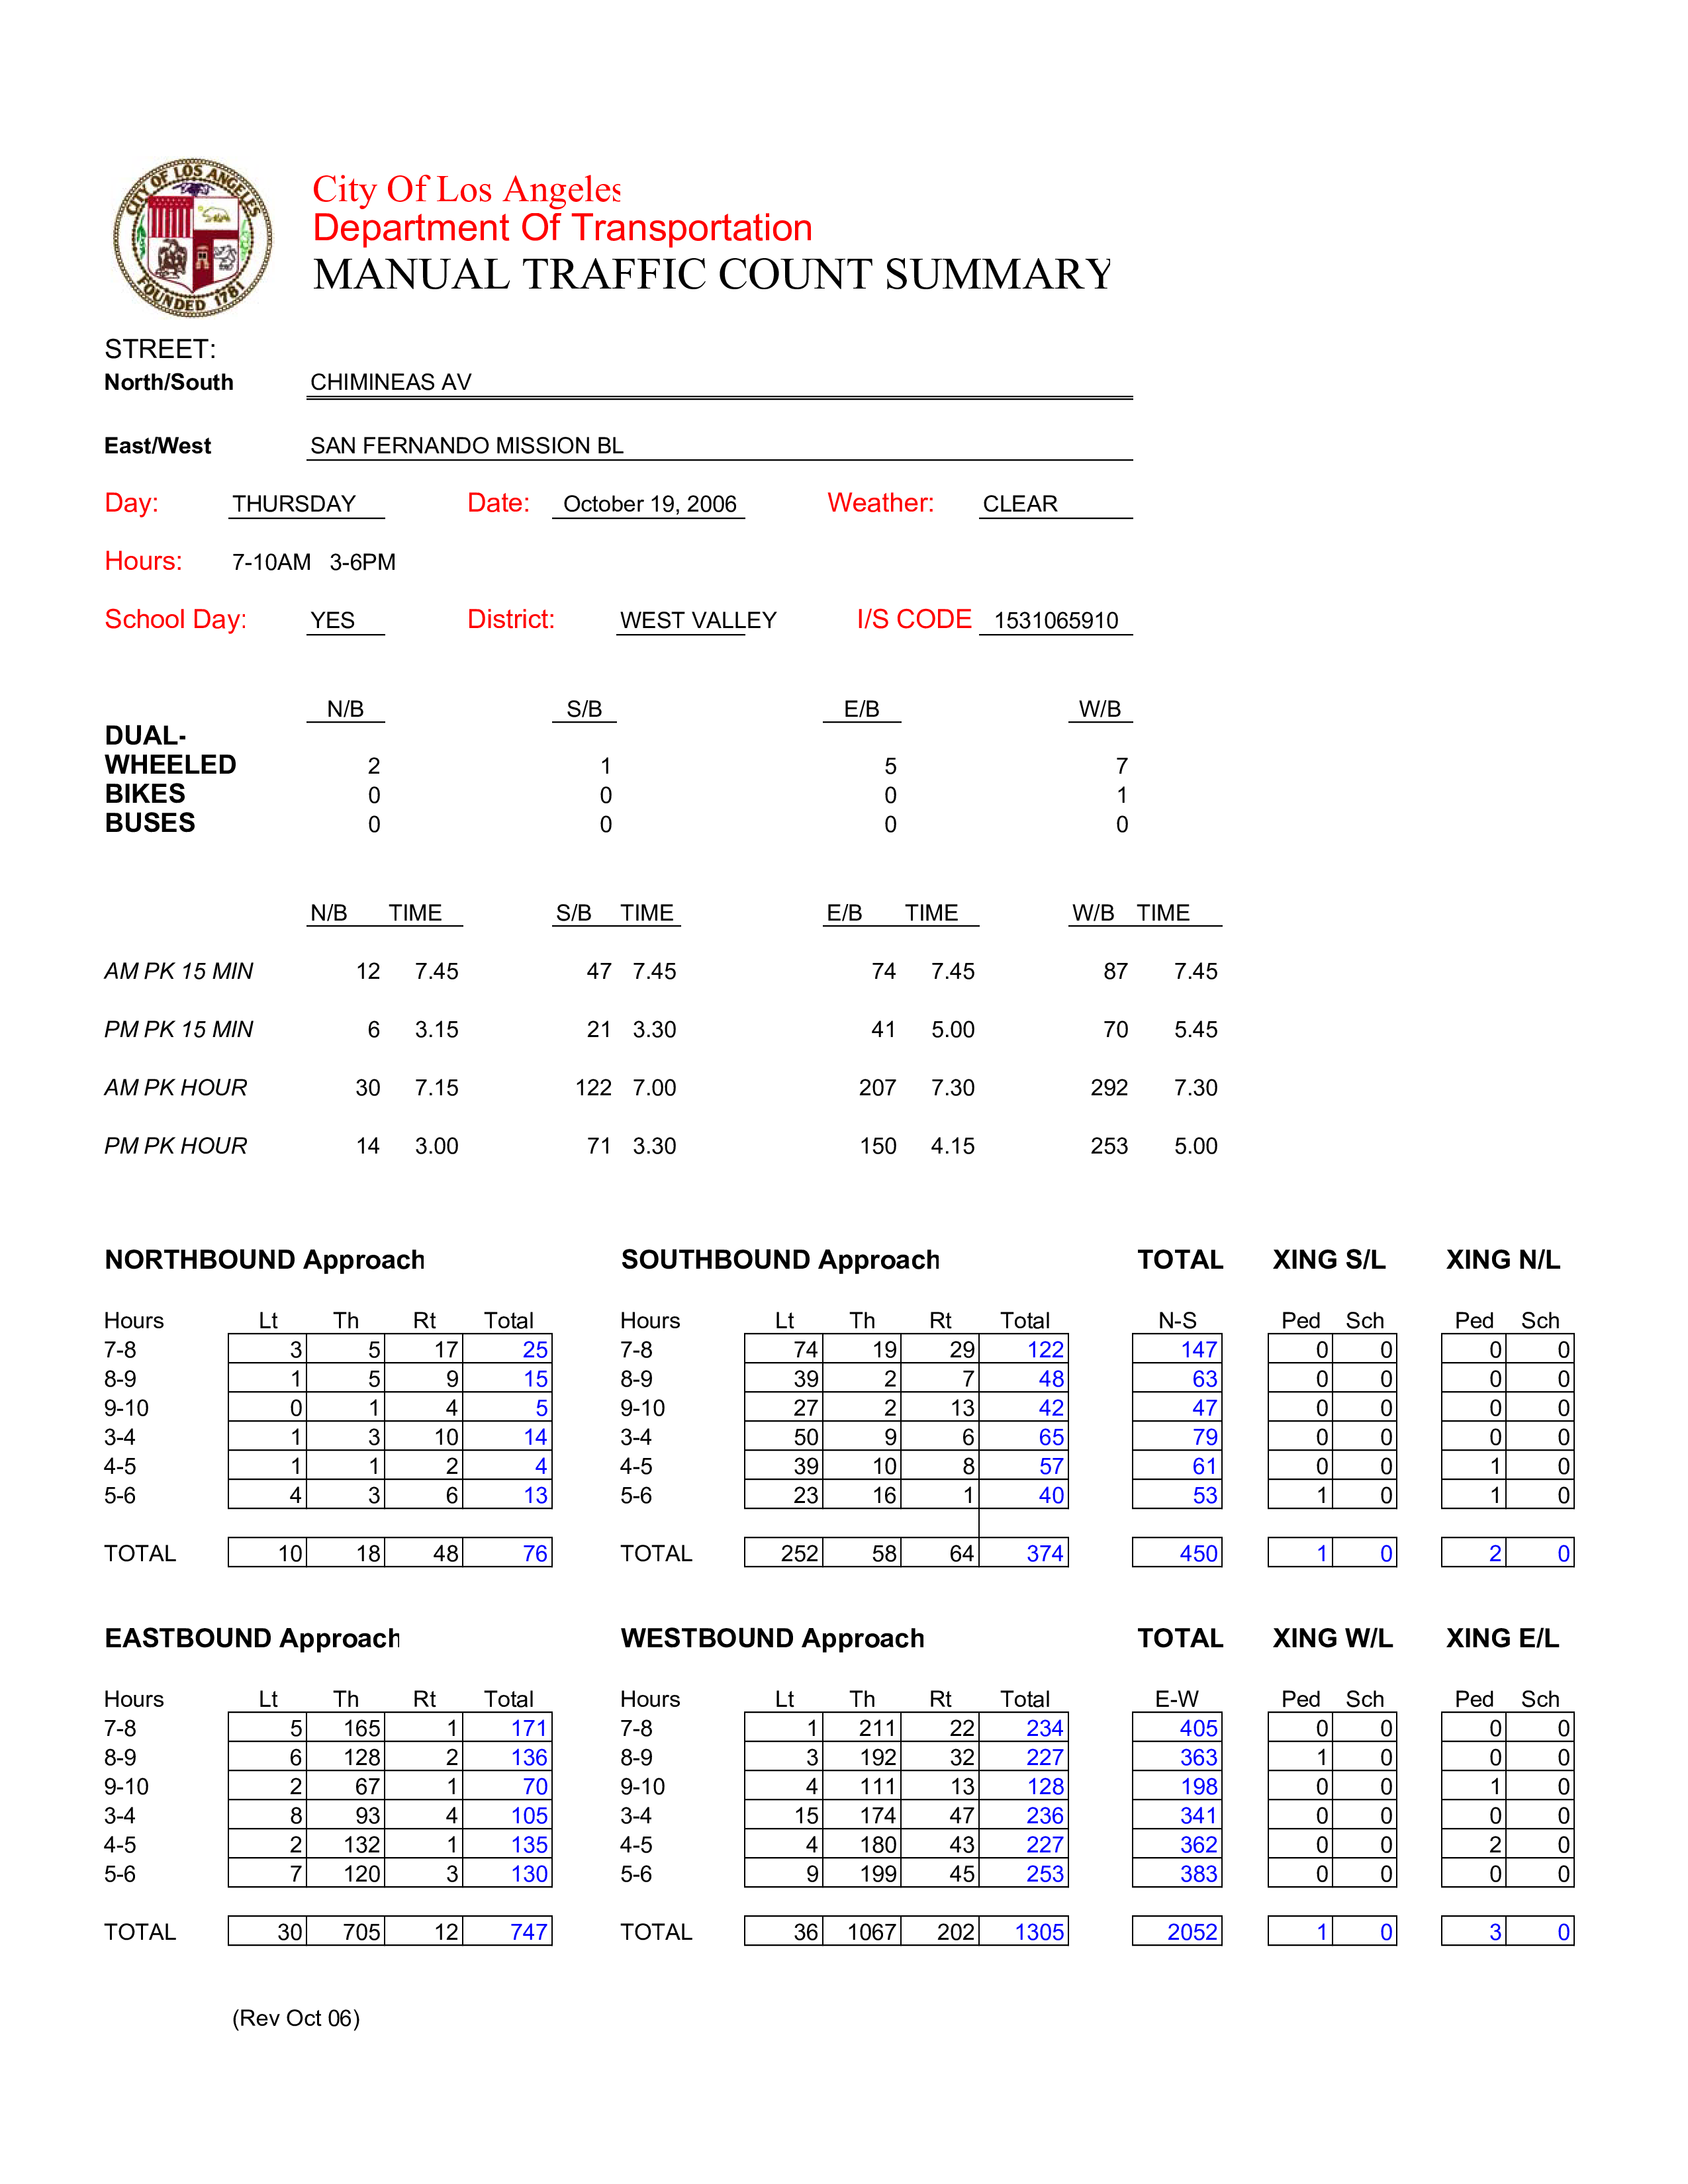 CITY OF LOS ANGELES
FOUNDED 1781
City Of Los Angeles
Department Of Transportation
MANUAL TRAFFIC COUNT SUMMARY
STREET:
North/South CHIMINEAS AV
East/West SAN FERNANDO MISSION BL
Day: THURSDAY Date: October 19, 2006 Weather: CLEAR
Hours: 7-10AM 3-6PM
School Day: YES District: WEST VALLEY I/S CODE 1531065910
N/B S/B E/B W/B
DUAL-
WHEELED 2 1 5 7
BIKES 0 0 0 1
BUSES 0 0 0 0
N/B TIME S/B TIME E/B TIME W/B TIME
AM PK 15 MIN 12 7.45 47 7.45 74 7.45 87 7.45
PM PK 15 MIN 6 3.15 21 3.30 41 5.00 70 5.45
AM PK HOUR 30 7.15 122 7.00 207 7.30 292 7.30
PM PK HOUR 14 3.00 71 3.30 150 4.15 253 5.00
NORTHBOUND Approach SOUTHBOUND Approach TOTAL XING S/L XING N/L
Hours Lt Th Rt Total Hours Lt Th Rt Total N-S Ped Sch Ped Sch
7-8 3 5 17 25 7-8 74 19 29 122 147 0 0 0 0
8-9 1 5 9 15 8-9 39 2 7 48 63 0 0 0 0
9-10 0 1 4 5 9-10 27 2 13 42 47 0 0 0 0
3-4 1 3 10 14 3-4 50 9 6 65 79 0 0 0 0
4-5 1 1 2 4 4-5 39 10 8 57 61 0 0 1 0
5-6 4 3 6 13 5-6 23 16 1 40 53 1 0 1 0
TOTAL 10 18 48 76 TOTAL 252 58 64 374 450 1 0 2 0
EASTBOUND Approach WESTBOUND Approach TOTAL XING W/L XING E/L
Hours Lt Th Rt Total Hours Lt Th Rt Total E-W Ped Sch Ped Sch
7-8 5 165 1 171 7-8 1 211 22 234 405 0 0 0 0
8-9 6 128 2 136 8-9 3 192 32 227 363 1 0 0 0
9-10 2 67 1 70 9-10 4 111 13 128 198 0 0 1 0
3-4 8 93 4 105 3-4 15 174 47 236 341 0 0 0 0
4-5 2 132 1 135 4-5 4 180 43 227 362 0 0 2 0
5-6 7 120 3 130 5-6 9 199 45 253 383 0 0 0 0
TOTAL 30 705 12 747 TOTAL 36 1067 202 1305 2052 1 0 3 0
(Rev Oct 06)